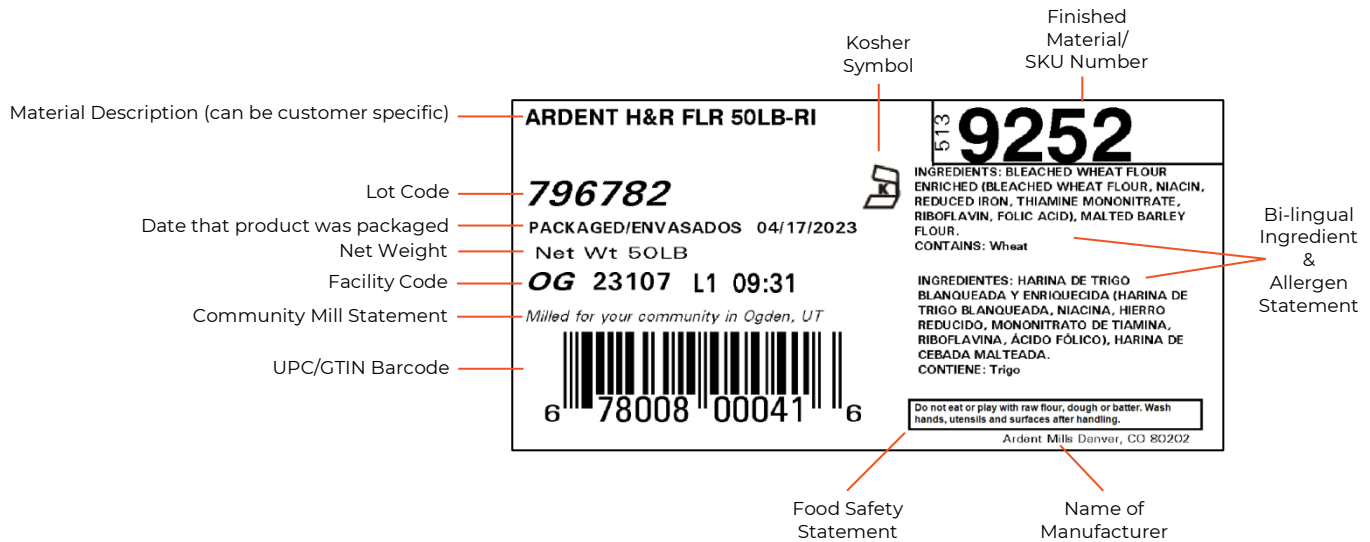 Finished
Material/
SKU Number
Kosher
Symbol
Material Description (can be customer specific)
ARDENT H&R FLR 50LB-RI
513
9252
K
INGREDIENTS: BLEACHED WHEAT FLOUR
ENRICHED (BLEACHED WHEAT FLOUR, NIACIN,
REDUCED IRON, THIAMINE MONONITRATE,
RIBOFLAVIN, FOLIC ACID), MALTED BARLEY
FLOUR.
CONTAINS: Wheat
Lot Code
796782
Date that product was packaged
PACKAGED/ENVASADOS 04/17/2023
Net Weight
Net Wt 50LB
Facility Code
OG 23107 L1 09:31
Community Mill Statement
Milled for your community in Ogden, UT
UPC/GTIN Barcode
6 78008 00041 6
Bi-lingual
Ingredient
&
Allergen
Statement
INGREDIENTES: HARINA DE TRIGO
BLANQUEADA Y ENRIQUECIDA (HARINA DE
TRIGO BLANQUEADA, NIACINA, HIERRO
REDUCIDO, MONONITRATO DE TIAMINA,
RIBOFLAVINA, ÁCIDO FÓLICO), HARINA DE
CEBADA MALTEADA.
CONTIENE: Trigo
Do not eat or play with raw flour, dough or batter. Wash
hands, utensils and surfaces after handling.
Ardent Mills Denver, CO 80202
Food Safety
Statement
Name of
Manufacturer